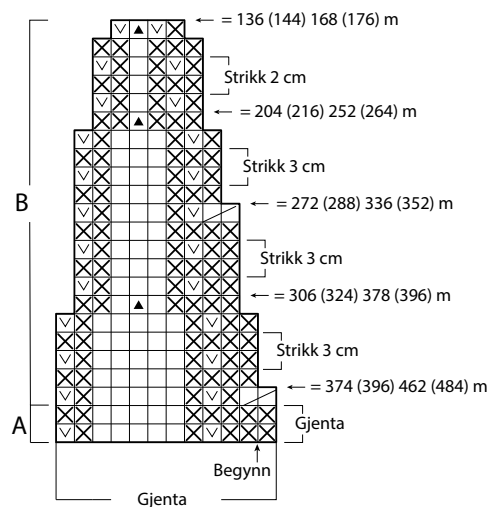 = 136 (144) 168 (176) m
Strikk 2 cm
= 204 (216) 252 (264) m
Strikk 3 cm
B
= 272 (288) 336 (352) m
Strikk 3 cm
= 306 (324) 378 (396) m
Strikk 3 cm
= 374 (396) 462 (484) m
A
Gjenta
Begynn
Gjenta